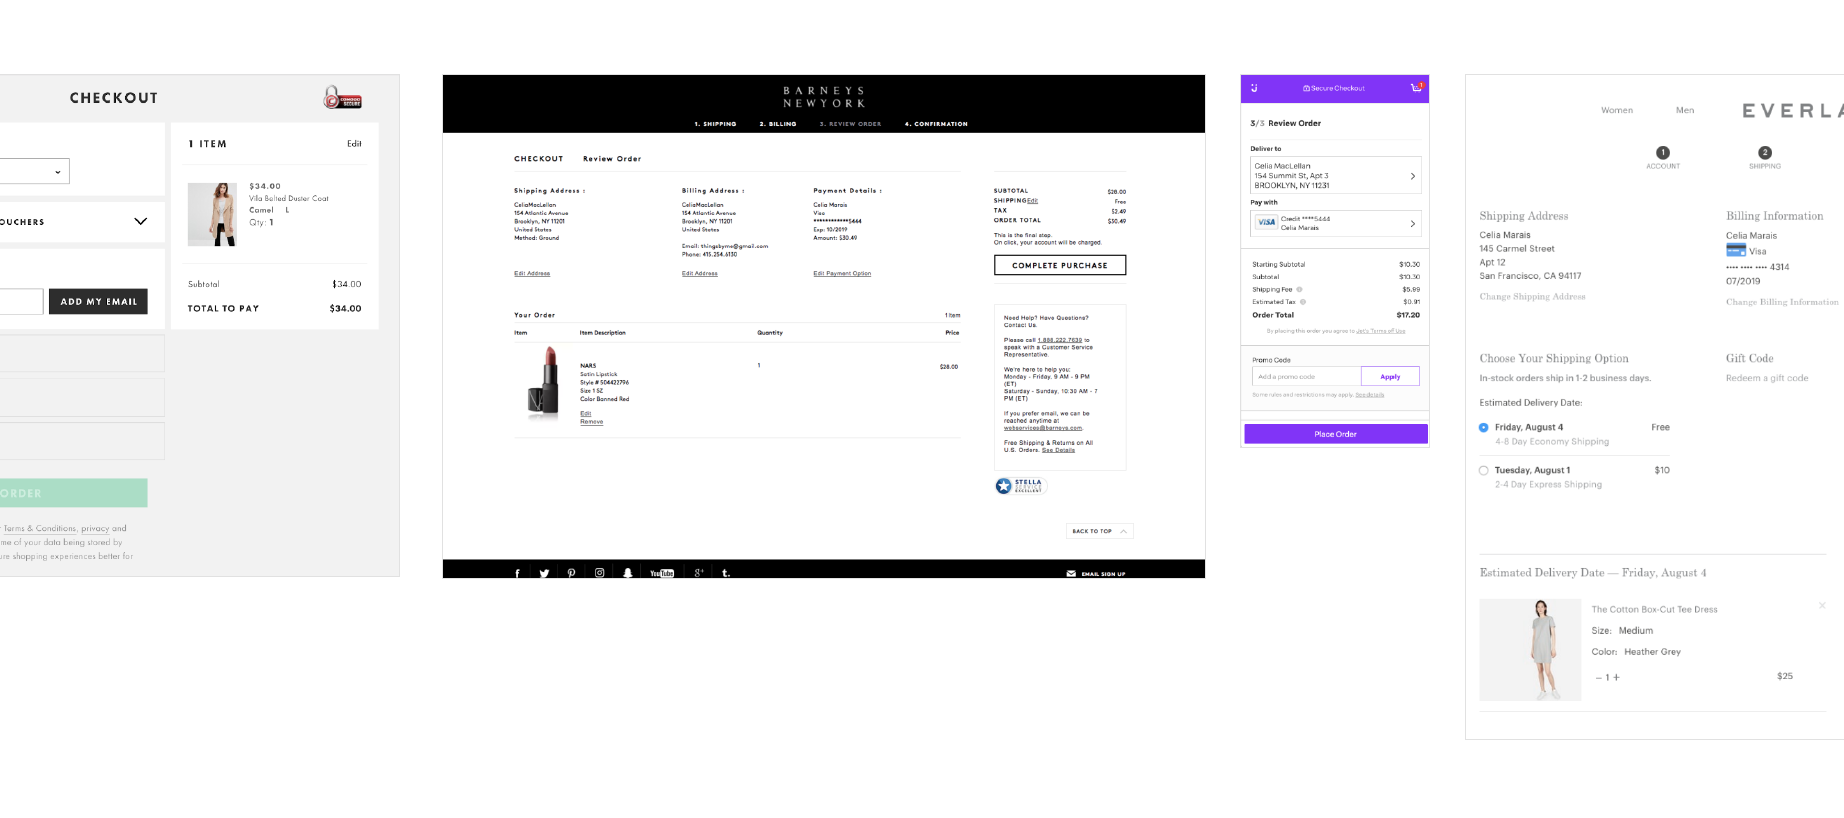 CHECKOUT
COMODO
SECURE
1 ITEM
Edit
$34.00
Villa Belted Duster Coat
Camel L
Qty: 1
OUCHERS
ADD MY EMAIL
Subtotal $34.00
TOTAL TO PAY $34.00
ORDER
Terms & Conditions, privacy and
me of your data being stored by
ure shopping experiences better for
BARNEYS
NEWYORK
1. SHIPPING 2. BILLING 3. REVIEW ORDER 4. CONFIRMATION
CHECKOUT Review Order
Shipping Address :
CeliaMacLellan
154 Atlantic Avenue
Brooklyn, NY 11201
United States
Method: Ground
Edit Address
Billing Address :
CeliaMacLellan
154 Atlantic Avenue
Brooklyn, NY 11201
United States
Email: thingsbyme@gmail.com
Phone: 415.254.6130
Edit Address
Payment Details :
Celia Marais
Visa
************5444
Exp: 10/2019
Amount: $30.49
Edit Payment Option
SUBTOTAL $28.00
SHIPPING Edit Free
TAX $2.49
ORDER TOTAL $30.49
This is the final step.
On click, your account will be charged.
COMPLETE PURCHASE
Your Order 1 item
Item Item Description Quantity Price
NARS
Satin Lipstick
Style # 504422796
Size 1 SZ
Color Banned Red
Edit
Remove
1
$28.00
Need Help? Have Questions?
Contact Us.
Please call 1.888.222.7639 to
speak with a Customer Service
Representative.
We're here to help you:
Monday - Friday, 9 AM - 9 PM
(ET)
Saturday - Sunday, 10:30 AM - 7
PM (ET)
If you prefer email, we can be
reached anytime at
webservices@barneys.com.
Free Shipping & Returns on All
U.S. Orders. See Details
STELLA
SERVICE
EXCELLENT
BACK TO TOP
YouTube
g+
t.
EMAIL SIGN UP
Secure Checkout
1
3/3 Review Order
Deliver to
Celia MacLellan
154 Summit St, Apt 3
BROOKLYN, NY 11231
Pay with
VISA
Credit ****5444
Celia Marais
Starting Subtotal $10.30
Subtotal $10.30
Shipping Fee $5.99
Estimated Tax $0.91
Order Total $17.20
By placing this order you agree to Jet's Terms of Use
Promo Code
Add a promo code
Apply
Some rules and restrictions may apply. See details
Place Order
Women Men EVERLA
1 2
ACCOUNT SHIPPING
Shipping Address
Celia Marais
145 Carmel Street
Apt 12
San Francisco, CA 94117
Change Shipping Address
Billing Information
Celia Marais
Visa
•••• •••• •••• 4314
07/2019
Change Billing Information
Choose Your Shipping Option
In-stock orders ship in 1-2 business days.
Estimated Delivery Date:
Friday, August 4 Free
4-8 Day Economy Shipping
Tuesday, August 1 $10
2-4 Day Express Shipping
Gift Code
Redeem a gift code
Estimated Delivery Date — Friday, August 4
The Cotton Box-Cut Tee Dress
Size: Medium
Color: Heather Grey
– 1 +
$25